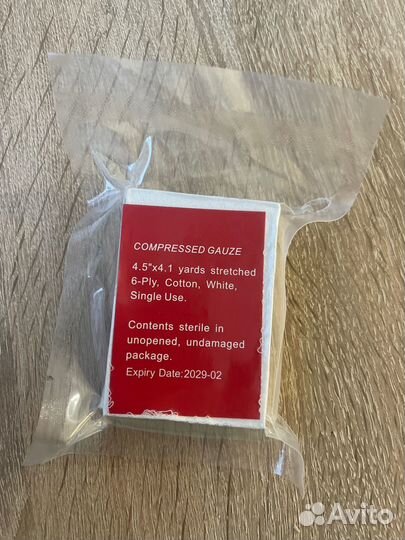 COMPRESSED GAUZE
4.5"x4.1 yards stretched
6-Ply, Cotton, White,
Single Use.
Contents sterile in
unopened, undamaged
package.
Expiry Date:2029-02
Avito